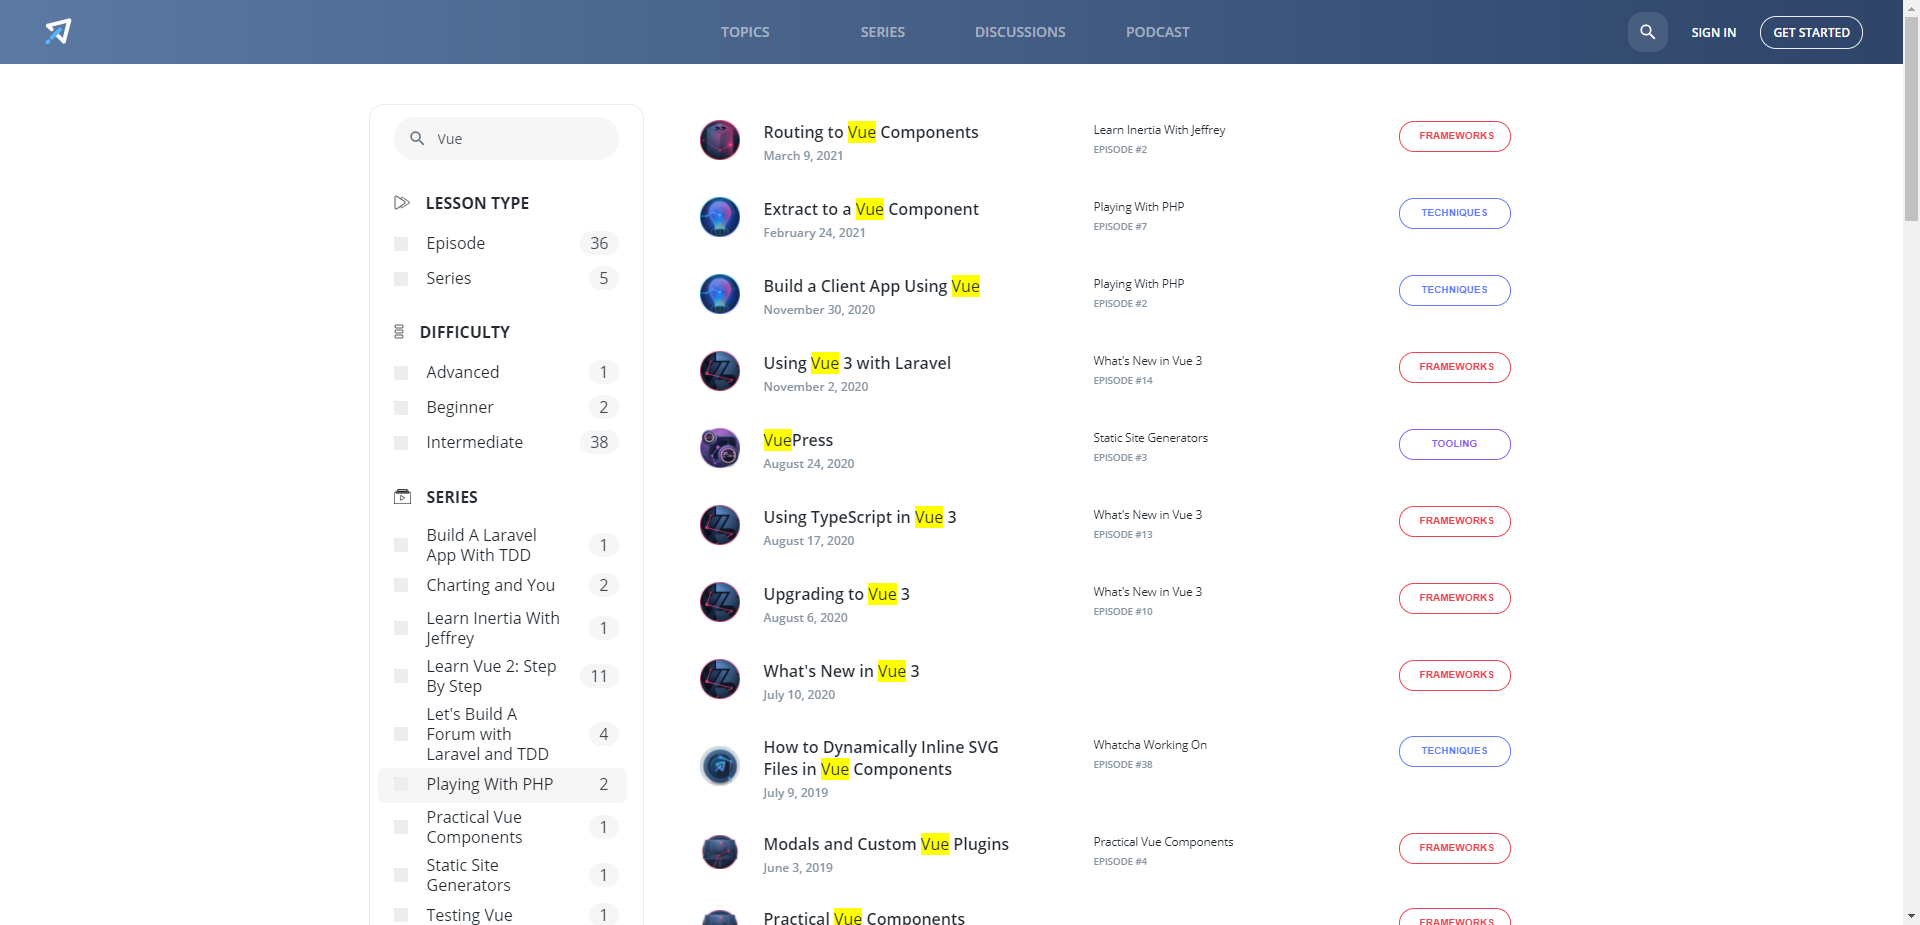 TOPICS
SERIES
DISCUSSIONS
PODCAST
SIGN IN
GET STARTED
Vue
LESSON TYPE
Episode 36
Series 5
DIFFICULTY
Advanced 1
Beginner 2
Intermediate 38
SERIES
Build A Laravel
App With TDD 1
Charting and You 2
Learn Inertia With
Jeffrey 1
Learn Vue 2: Step
By Step 11
Let's Build A
Forum with
Laravel and TDD 4
Playing With PHP 2
Practical Vue
Components 1
Static Site
Generators 1
Testing Vue 1
Routing to Vue Components
March 9, 2021
Learn Inertia With Jeffrey
EPISODE #2
FRAMEWORKS
Extract to a Vue Component
February 24, 2021
Playing With PHP
EPISODE #7
TECHNIQUES
Build a Client App Using Vue
November 30, 2020
Playing With PHP
EPISODE #2
TECHNIQUES
Using Vue 3 with Laravel
November 2, 2020
What's New in Vue 3
EPISODE #14
FRAMEWORKS
VuePress
August 24, 2020
Static Site Generators
EPISODE #3
TOOLING
Using TypeScript in Vue 3
August 17, 2020
What's New in Vue 3
EPISODE #13
FRAMEWORKS
Upgrading to Vue 3
August 6, 2020
What's New in Vue 3
EPISODE #10
FRAMEWORKS
What's New in Vue 3
July 10, 2020
FRAMEWORKS
How to Dynamically Inline SVG
Files in Vue Components
July 9, 2019
Whatcha Working On
EPISODE #38
TECHNIQUES
Modals and Custom Vue Plugins
June 3, 2019
Practical Vue Components
EPISODE #4
FRAMEWORKS
Practical Vue Components
FRAMEWORKS